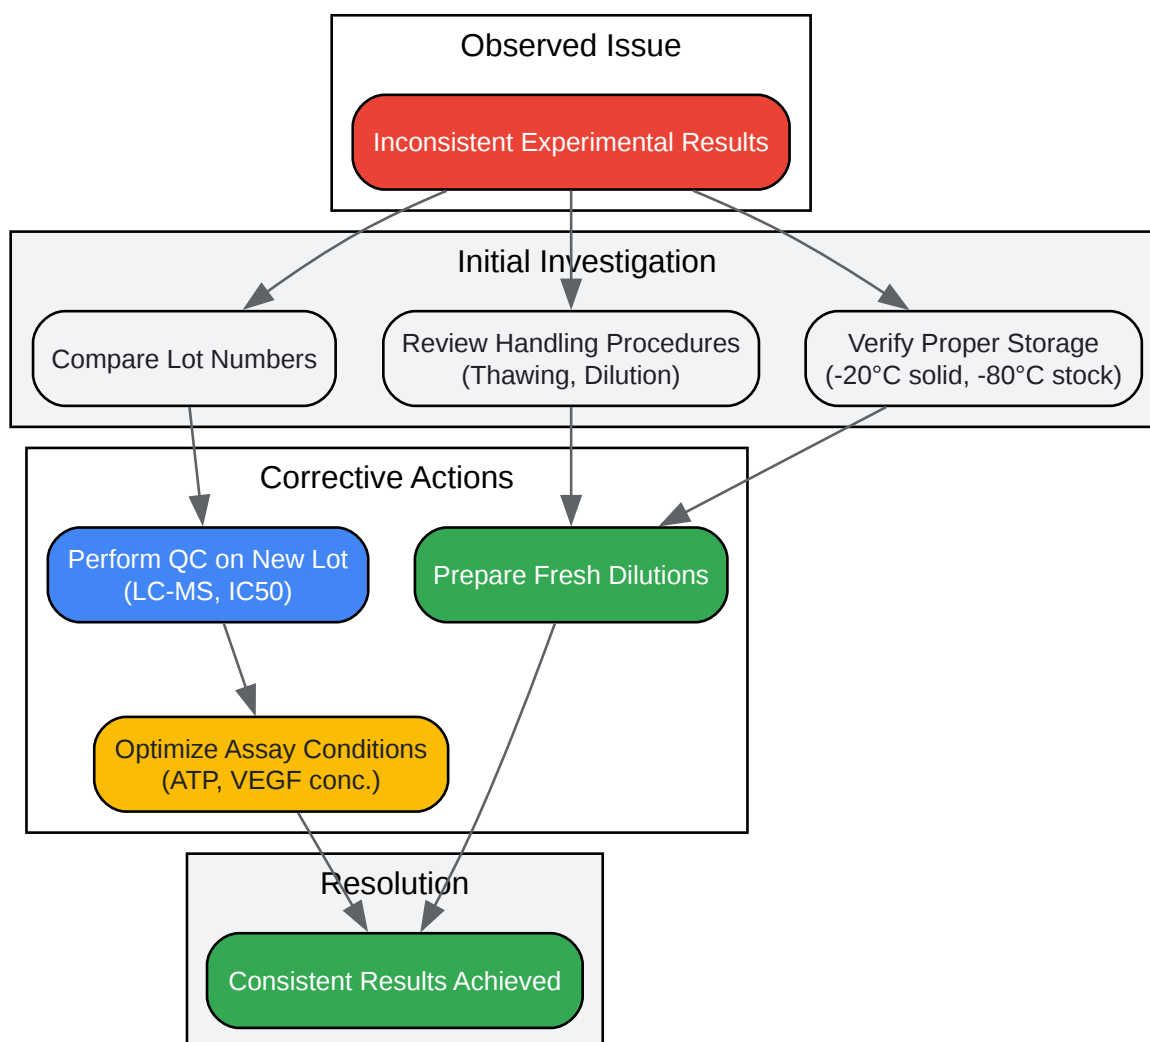 Observed Issue
Inconsistent Experimental Results
Initial Investigation
Compare Lot Numbers
Review Handling Procedures
(Thawing, Dilution)
Verify Proper Storage
(-20°C solid, -80°C stock)
Corrective Actions
Perform QC on New Lot
(LC-MS, IC50)
Prepare Fresh Dilutions
Optimize Assay Conditions
(ATP, VEGF conc.)
Resolution
Consistent Results Achieved